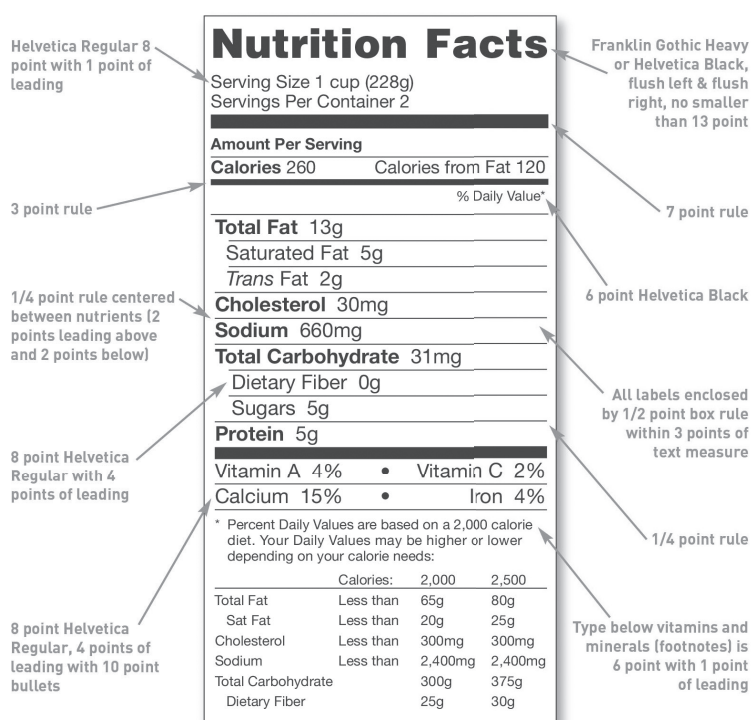 Nutrition Facts
Serving Size 1 cup (228g)
Servings Per Container 2
Amount Per Serving
Calories 260 Calories from Fat 120
% Daily Value*
Total Fat 13g
Saturated Fat 5g
Trans Fat 2g
Cholesterol 30mg
Sodium 660mg
Total Carbohydrate 31mg
Dietary Fiber 0g
Sugars 5g
Protein 5g
Vitamin A 4% • Vitamin C 2%
Calcium 15% • Iron 4%
* Percent Daily Values are based on a 2,000 calorie
diet. Your Daily Values may be higher or lower
depending on your calorie needs:
Calories: 2,000 2,500
Total Fat Less than 65g 80g
Sat Fat Less than 20g 25g
Cholesterol Less than 300mg 300mg
Sodium Less than 2,400mg 2,400mg
Total Carbohydrate 300g 375g
Dietary Fiber 25g 30g
Helvetica Regular 8
point with 1 point of
leading
3 point rule
1/4 point rule centered
between nutrients (2
points leading above
and 2 points below)
8 point Helvetica
Regular with 4
points of leading
8 point Helvetica
Regular, 4 points of
leading with 10 point
bullets
Franklin Gothic Heavy
or Helvetica Black,
flush left & flush
right, no smaller
than 13 point
7 point rule
6 point Helvetica Black
All labels enclosed
by 1/2 point box rule
within 3 points of
text measure
1/4 point rule
Type below vitamins and
minerals (footnotes) is
6 point with 1 point
of leading